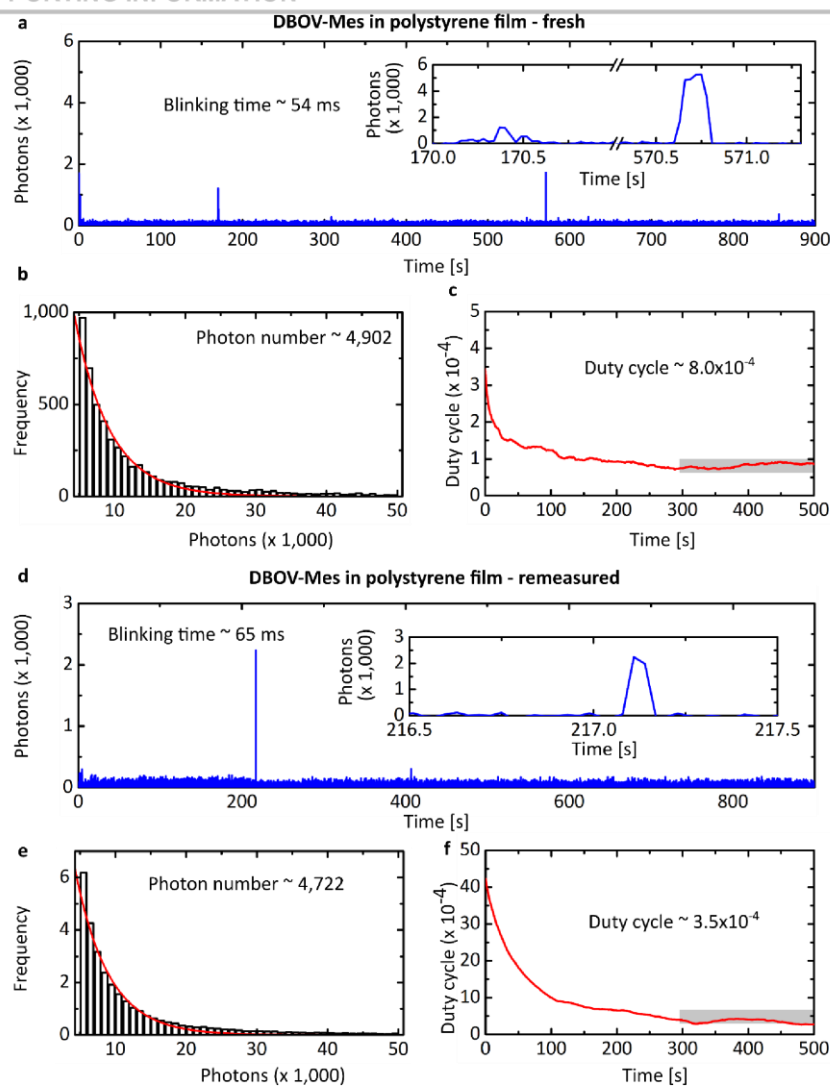 PORTING INFORMATION
a
DBOV-Mes in polystyrene film - fresh
Photons (x 1,000)
6
4
2
0
Blinking time ~ 54 ms
Photons
(x 1,000)
6
5
4
3
2
1
0
170.0 170.5 570.5 571.0
Time [s]
0 100 200 300 400 500 600 700 800 900
Time [s]
b
Frequency
1,000
500
0
Photon number ~ 4,902
10 20 30 40 50
Photons (x 1,000)
c
Duty cycle (x 10-4)
5
4
3
2
1
0
Duty cycle ~ 8.0x10-4
0 100 200 300 400 500
Time [s]
d
DBOV-Mes in polystyrene film - remeasured
Photons (x 1,000)
3
2
1
0
Blinking time ~ 65 ms
Photons
(x 1,000)
3
2
1
0
216.5 217.0 217.5
Time [s]
0 200 400 600 800
Time [s]
e
Frequency
6
4
2
0
Photon number ~ 4,722
10 20 30 40 50
Photons (x 1,000)
f
Duty cycle (x 10-4)
50
40
30
20
10
0
Duty cycle ~ 3.5x10-4
0 100 200 300 400 500
Time [s]